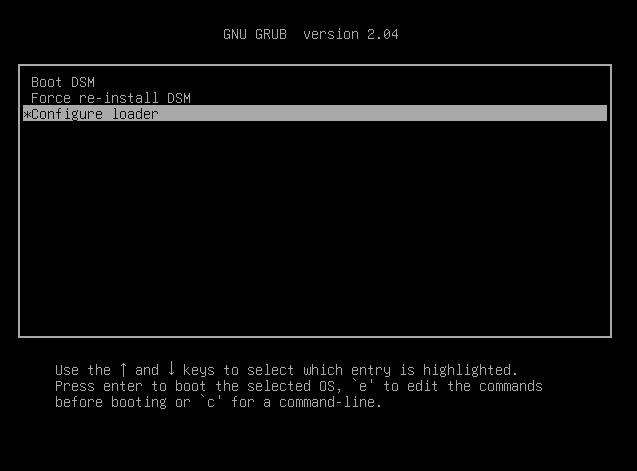 GNU GRUB  version 2.04
Boot DSM
Force re-install DSM
*Configure loader
Use the ↑ and ↓ keys to select which entry is highlighted.
Press enter to boot the selected OS, `e' to edit the commands
before booting or `c' for a command-line.